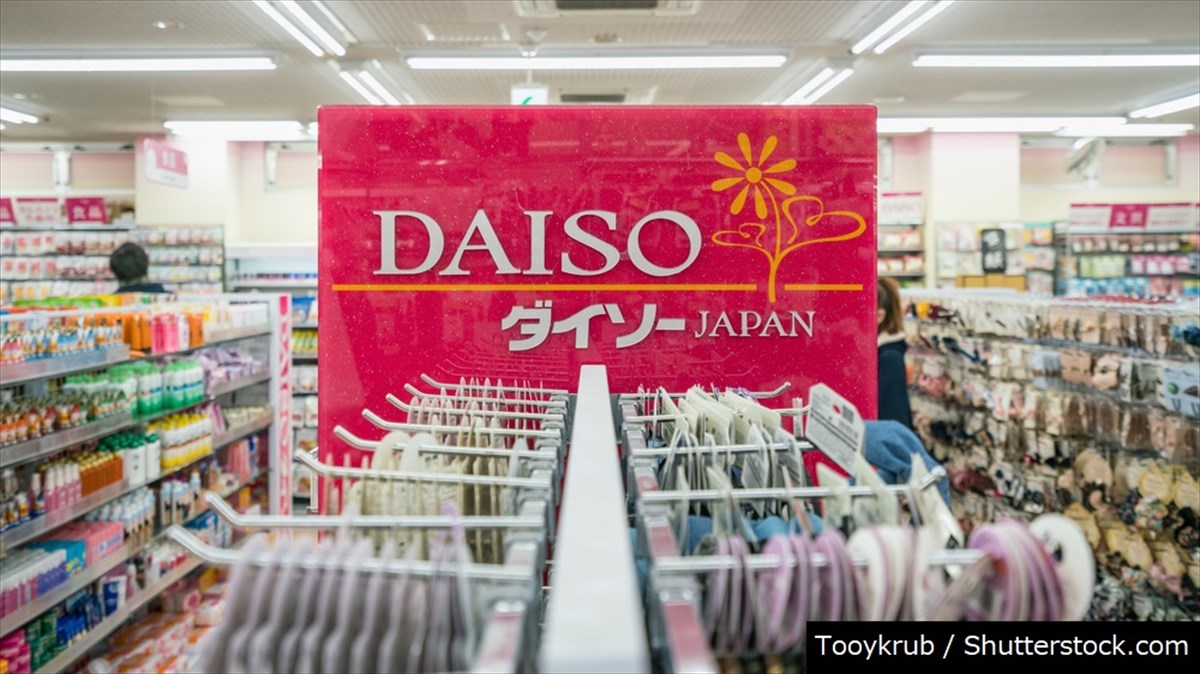 DAISO
ダイソー JAPAN
Tooykrub / Shutterstock.com